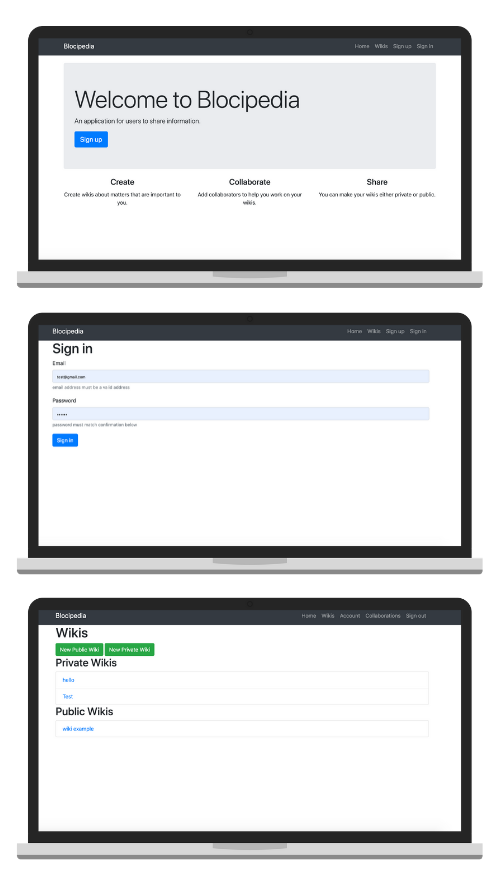 Blocipedia Home Wikis Sign up Sign in
Welcome to Blocipedia
An application for users to share information.
Sign up
Create Collaborate Share
Create wikis about matters that are important to Add collaborators to help you work on your You can make your wikis either private or public.
you. wikis.
Blocipedia Home Wikis Sign up Sign in
Sign in
Email
test@gmail.com
email address must be a valid address
Password
••••••
password must match confirmation below
Sign in
Blocipedia Home Wikis Account Collaborations Sign out
Wikis
New Public Wiki New Private Wiki
Private Wikis
hello
Test
Public Wikis
wiki example